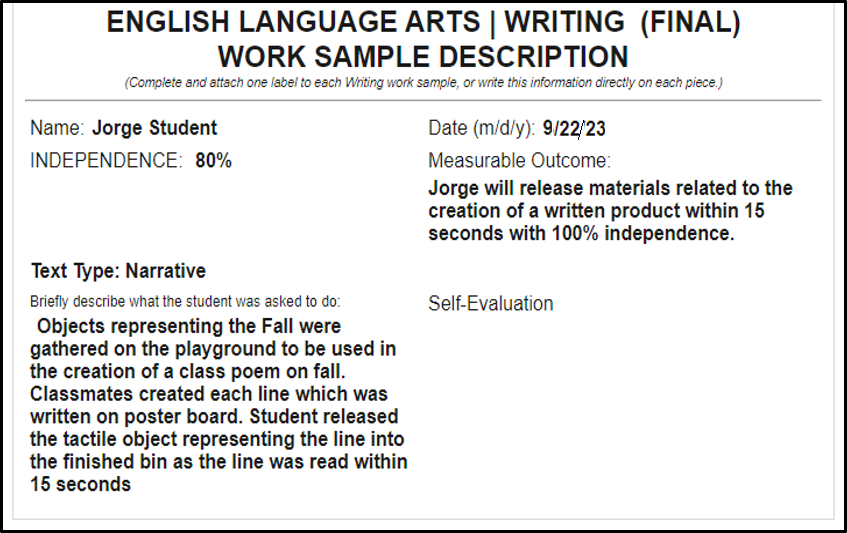 ENGLISH LANGUAGE ARTS | WRITING (FINAL)
WORK SAMPLE DESCRIPTION
(Complete and attach one label to each Writing work sample, or write this information directly on each piece.)
Name: Jorge Student
INDEPENDENCE: 80%
Date (m/d/y): 9/22/23
Measurable Outcome:
Jorge will release materials related to the
creation of a written product within 15
seconds with 100% independence.
Text Type: Narrative
Briefly describe what the student was asked to do:
Objects representing the Fall were
gathered on the playground to be used in
the creation of a class poem on fall.
Classmates created each line which was
written on poster board. Student released
the tactile object representing the line into
the finished bin as the line was read within
15 seconds
Self-Evaluation